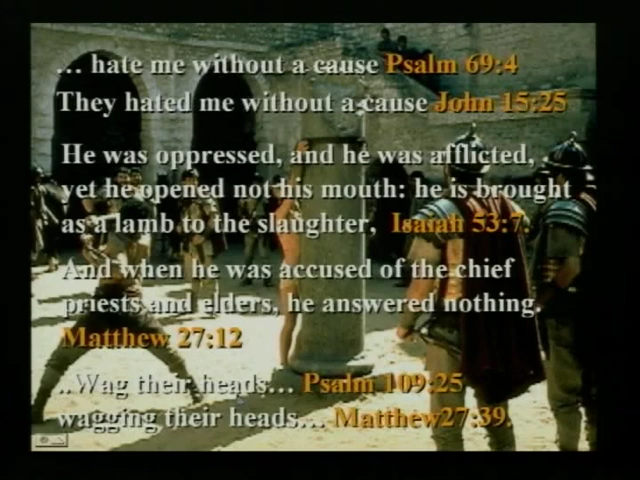 ... hate me without a cause Psalm 69:4
They hated me without a cause John 15:25
He was oppressed, and he was afflicted,
yet he opened not his mouth: he is brought
as a lamb to the slaughter, Isaiah 53:7.
And when he was accused of the chief
priests and elders, he answered nothing.
Matthew 27:12
..Wag their heads... Psalm 109:25
wagging their heads... Matthew27:39.